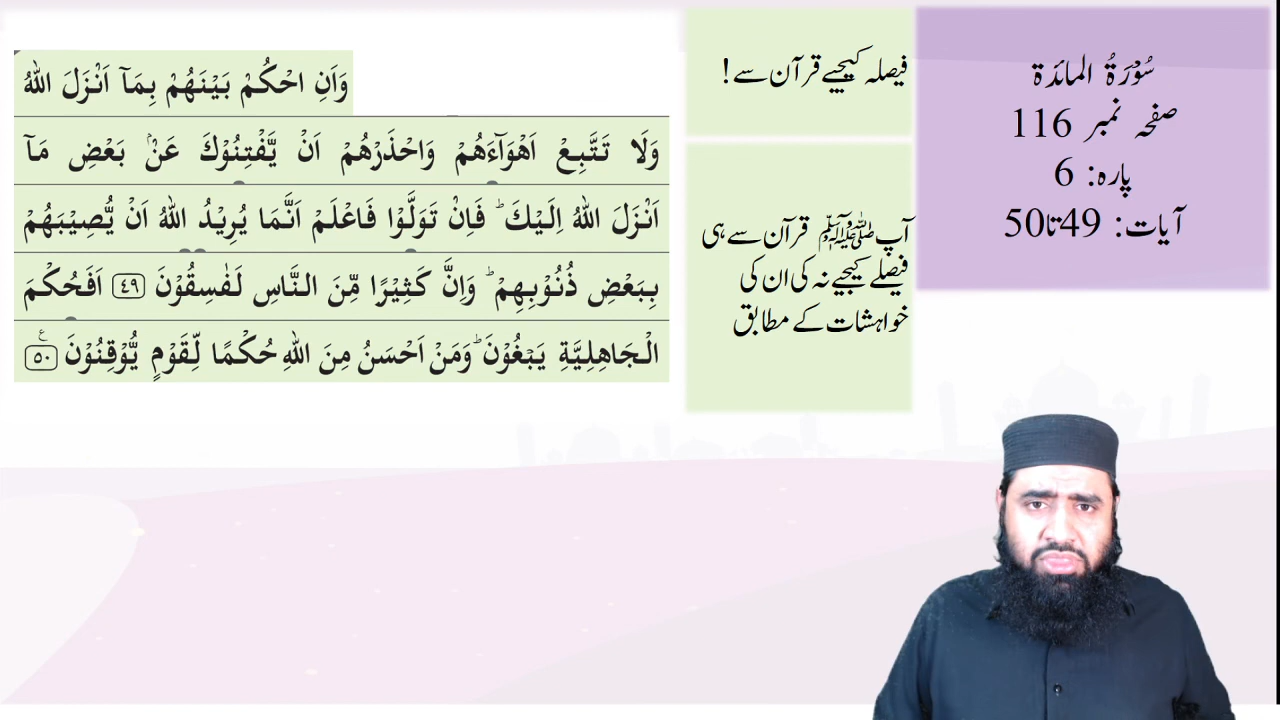 سُوْرَۃُ المائدۃ
صفحہ نمبر 116
پارہ: 6
آیات: 49تا50
فیصلہ کیجیے قرآن سے!
آپ ﷺ قرآن سے ہی
فیصلے کیجیے نہ کی ان کی
خواہشات کے مطابق
وَاَنِ احْكُمْ بَيْنَهُمْ بِمَآ اَنْزَلَ اللّٰهُ
وَلَا تَتَّبِعْ اَهْوَآءَهُمْ وَاحْذَرْهُمْ اَنْ يَّفْتِنُوْكَ عَنْۢ بَعْضِ مَآ
اَنْزَلَ اللّٰهُ اِلَيْكَ ؕ فَاِنْ تَوَلَّوْا فَاعْلَمْ اَنَّمَا يُرِيْدُ اللّٰهُ اَنْ يُّصِيْبَهُمْ
بِبَعْضِ ذُنُوْبِهِمْ ؕ وَاِنَّ كَثِيْرًا مِّنَ النَّاسِ لَفٰسِقُوْنَ ﴿٤٩﴾ اَفَحُكْمَ
الْجَاهِلِيَّةِ يَبْغُوْنَ ؕ وَمَنْ اَحْسَنُ مِنَ اللّٰهِ حُكْمًا لِّقَوْمٍ يُّوْقِنُوْنَ ﴿٥٠﴾ ع